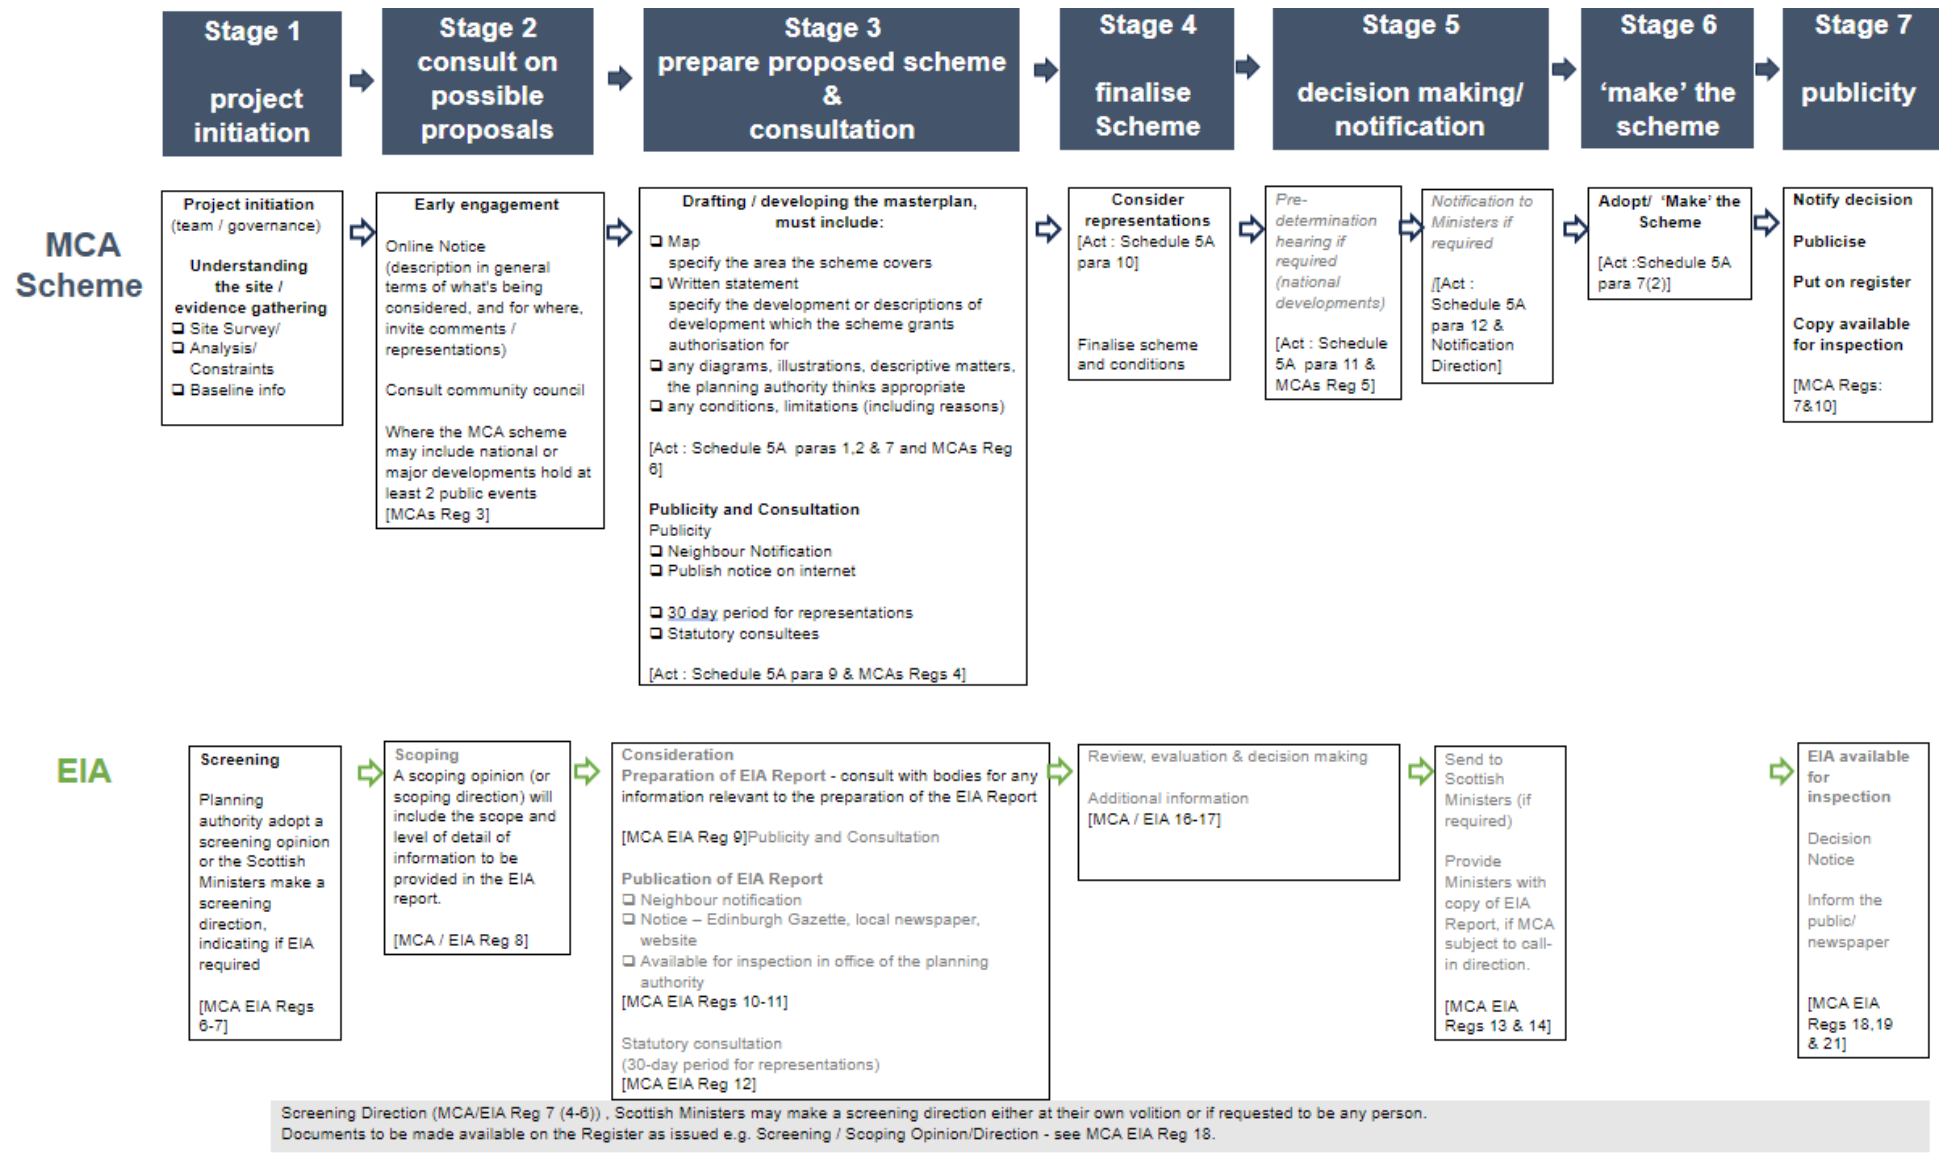 Stage 1
project
initiation
Stage 2
consult on
possible
proposals
Stage 3
prepare proposed scheme
&
consultation
Stage 4
finalise
Scheme
Stage 5
decision making/
notification
Stage 6
‘make’ the
scheme
Stage 7
publicity
MCA
Scheme
Project initiation
(team / governance)
Understanding
the site /
evidence gathering
❑ Site Survey/
❑ Analysis/
Constraints
❑ Baseline info
Early engagement
Online Notice
(description in general
terms of what's being
considered, and for where,
invite comments /
representations)
Consult community council
Where the MCA scheme
may include national or
major developments hold at
least 2 public events
[MCAs Reg 3]
Drafting / developing the masterplan,
must include:
❑ Map
specify the area the scheme covers
❑ Written statement
specify the development or descriptions of
development which the scheme grants
authorisation for
❑ any diagrams, illustrations, descriptive matters,
the planning authority thinks appropriate
❑ any conditions, limitations (including reasons)
[Act : Schedule 5A paras 1,2 & 7 and MCAs Reg
6]
Publicity and Consultation
Publicity
❑ Neighbour Notification
❑ Publish notice on internet
❑ 30 day period for representations
❑ Statutory consultees
[Act : Schedule 5A para 9 & MCAs Regs 4]
Consider
representations
[Act : Schedule 5A
para 10]
Finalise scheme
and conditions
Pre-
determination
hearing if
required
(national
developments)
[Act : Schedule
5A para 11 &
MCAs Reg 5]
Notification to
Ministers if
required
/[Act :
Schedule 5A
para 12 &
Notification
Direction]
Adopt/ ‘Make’ the
Scheme
[Act :Schedule 5A
para 7(2)]
Notify decision
Publicise
Put on register
Copy available
for inspection
[MCA Regs:
7&10]
EIA
Screening
Planning
authority adopt a
screening opinion
or the Scottish
Ministers make a
screening
direction,
indicating if EIA
required
[MCA EIA Regs
6-7]
Scoping
A scoping opinion (or
scoping direction) will
include the scope and
level of detail of
information to be
provided in the EIA
report.
[MCA / EIA Reg 8]
Consideration
Preparation of EIA Report - consult with bodies for any
information relevant to the preparation of the EIA Report
[MCA EIA Reg 9]Publicity and Consultation
Publication of EIA Report
❑ Neighbour notification
❑ Notice – Edinburgh Gazette, local newspaper,
website
❑ Available for inspection in office of the planning
authority
[MCA EIA Regs 10-11]
Statutory consultation
(30-day period for representations)
[MCA EIA Reg 12]
Review, evaluation & decision making
Additional information
[MCA / EIA 16-17]
Send to
Scottish
Ministers (if
required)
Provide
Ministers with
copy of EIA
Report, if MCA
subject to call-
in direction.
[MCA EIA
Regs 13 & 14]
EIA available
for
inspection
Decision
Notice
Inform the
public/
newspaper
[MCA EIA
Regs 18,19
& 21]
Screening Direction (MCA/EIA Reg 7 (4-6)) , Scottish Ministers may make a screening direction either at their own volition or if requested to be any person.
Documents to be made available on the Register as issued e.g. Screening / Scoping Opinion/Direction - see MCA EIA Reg 18.